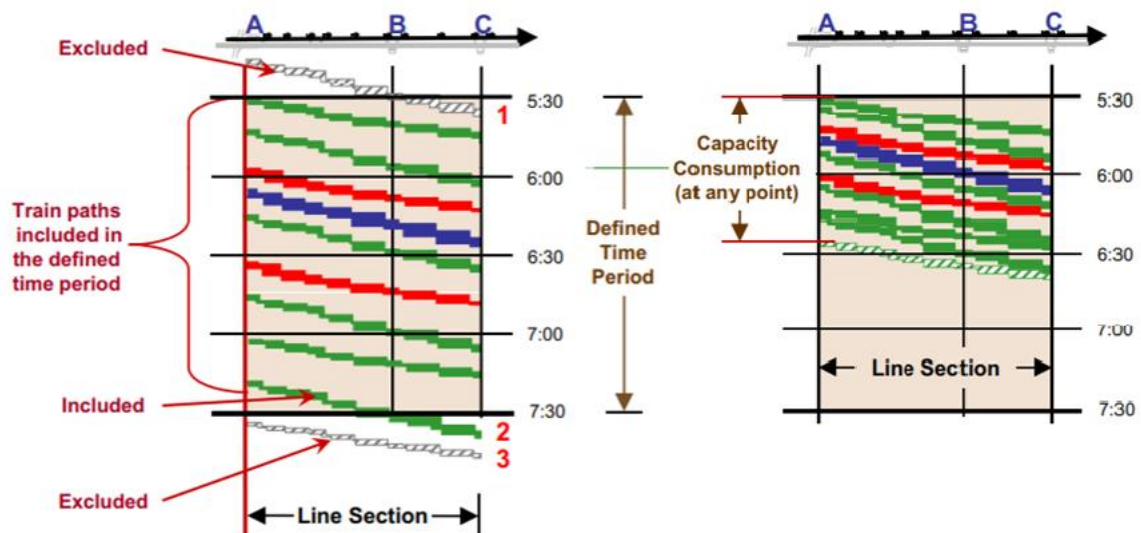 A B C
Excluded
1
Train paths
included in
the defined
time period
Included
2
3
Excluded
Line Section
5:30
6:00
6:30
7:00
7:30
Defined
Time
Period
Capacity
Consumption
(at any point)
A B C
5:30
6:00
6:30
7:00
7:30
Line Section